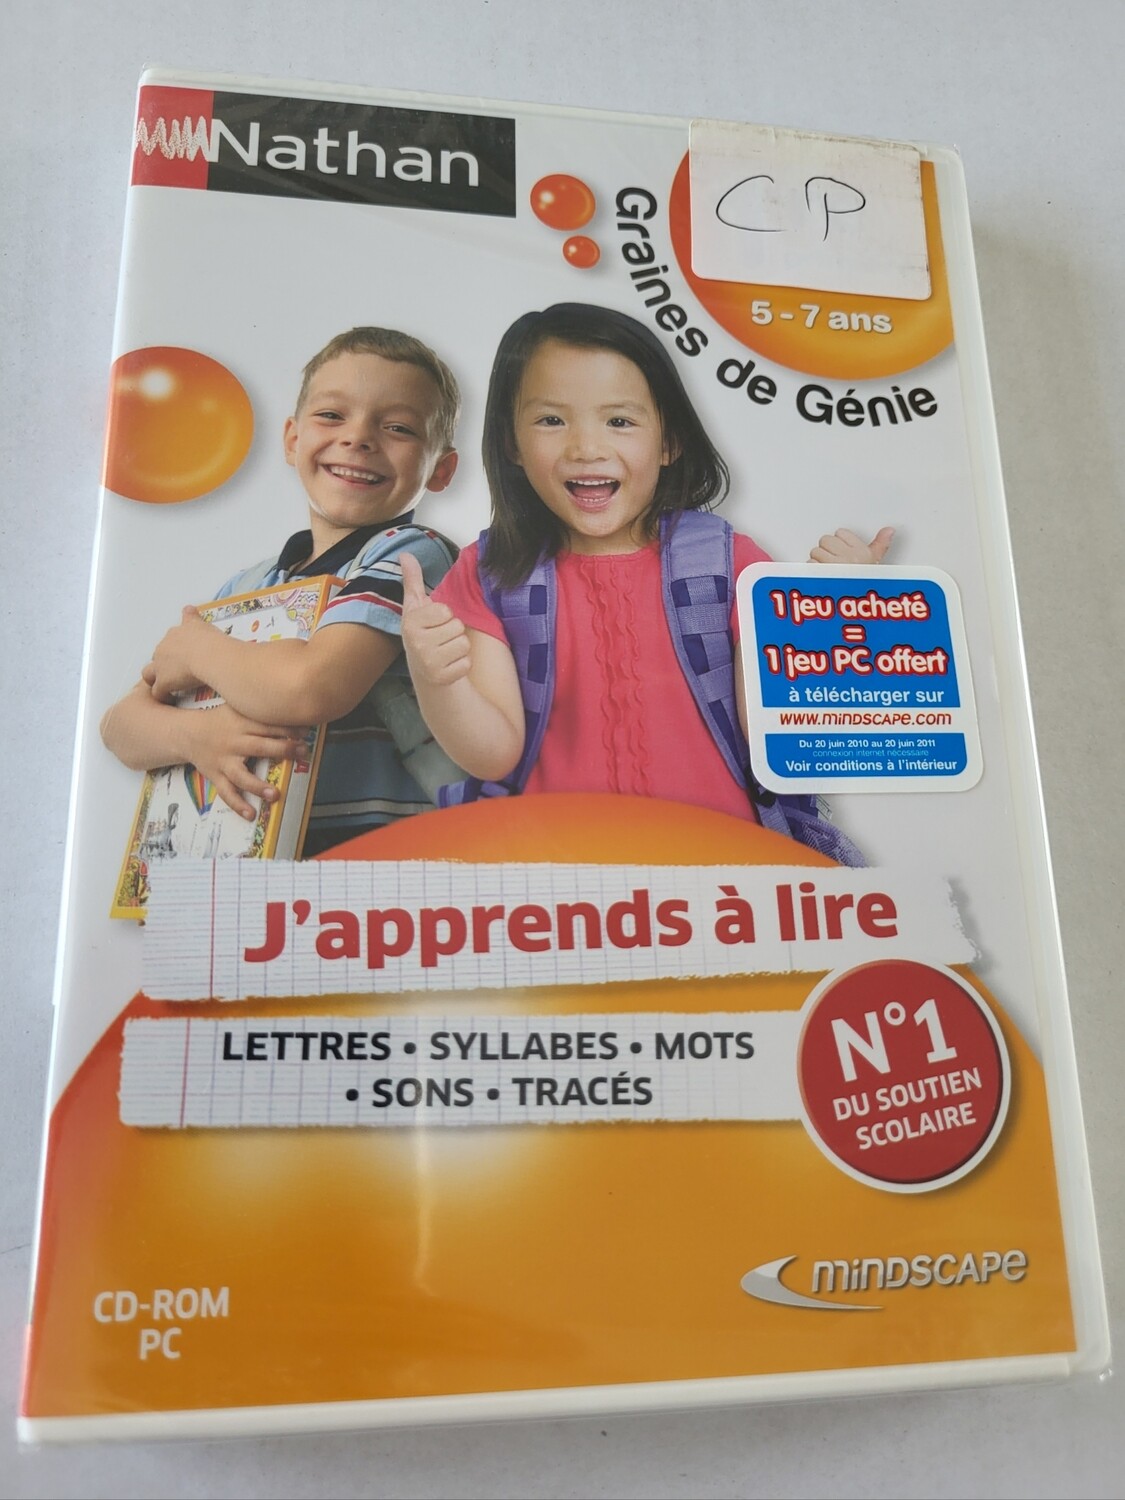 Nathan
CP
5 - 7 ans
Graines de Génie
1 jeu acheté
=
1 jeu PC offert
à télécharger sur
www.mindscape.com
Du 20 juin 2010 au 20 juin 2011
connexion internet nécessaire
Voir conditions à l'intérieur
J'apprends à lire
LETTRES • SYLLABES • MOTS
• SONS • TRACÉS
N°1
DU SOUTIEN
SCOLAIRE
mindscape
CD-ROM
PC